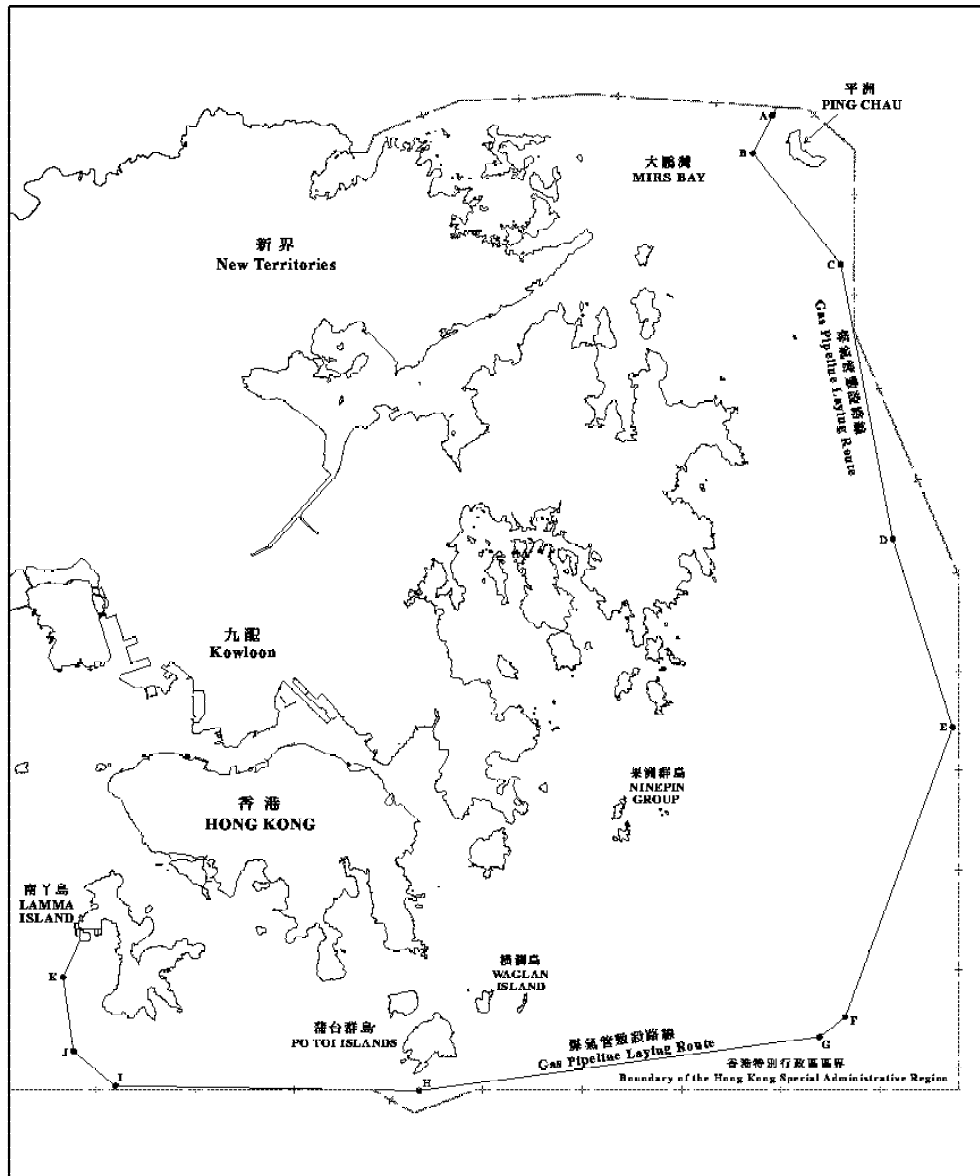 平洲
PING CHAU
A
B
大鵬灣
MIRS BAY
新界
New Territories
C
煤氣管敷設路線
Gas Pipeline Laying Route
D
九龍
Kowloon
E
果洲群島
NINEPIN
GROUP
香港
HONG KONG
南丫島
LAMMA
ISLAND
K
橫瀾島
WAGLAN
ISLAND
蒲台群島
PO TOI ISLANDS
F
G
煤氣管敷設路線
Gas Pipeline Laying Route
J
香港特別行政區區界
Boundary of the Hong Kong Special Administrative Region
I
H